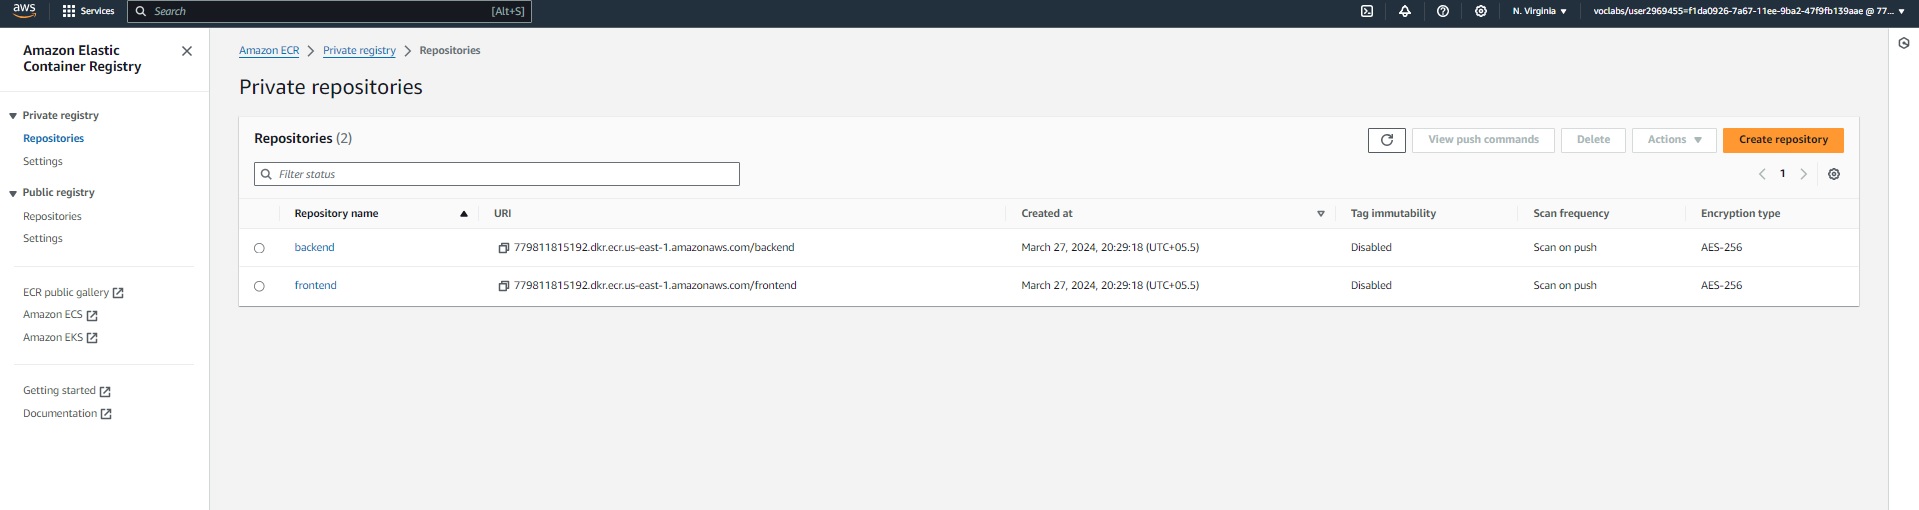 aws
Services
Search [Alt+S]
N. Virginia
voclabs/user2969455=f1da0926-7a67-11ee-9ba2-47f9fb139aae @ 77...
Amazon Elastic
Container Registry
Private registry
Repositories
Settings
Public registry
Repositories
Settings
ECR public gallery
Amazon ECS
Amazon EKS
Getting started
Documentation
Amazon ECR > Private registry > Repositories
Private repositories
Repositories (2)
View push commands
Delete
Actions
Create repository
Filter status
1
Repository name URI Created at Tag immutability Scan frequency Encryption type
backend 779811815192.dkr.ecr.us-east-1.amazonaws.com/backend March 27, 2024, 20:29:18 (UTC+05.5) Disabled Scan on push AES-256
frontend 779811815192.dkr.ecr.us-east-1.amazonaws.com/frontend March 27, 2024, 20:29:18 (UTC+05.5) Disabled Scan on push AES-256